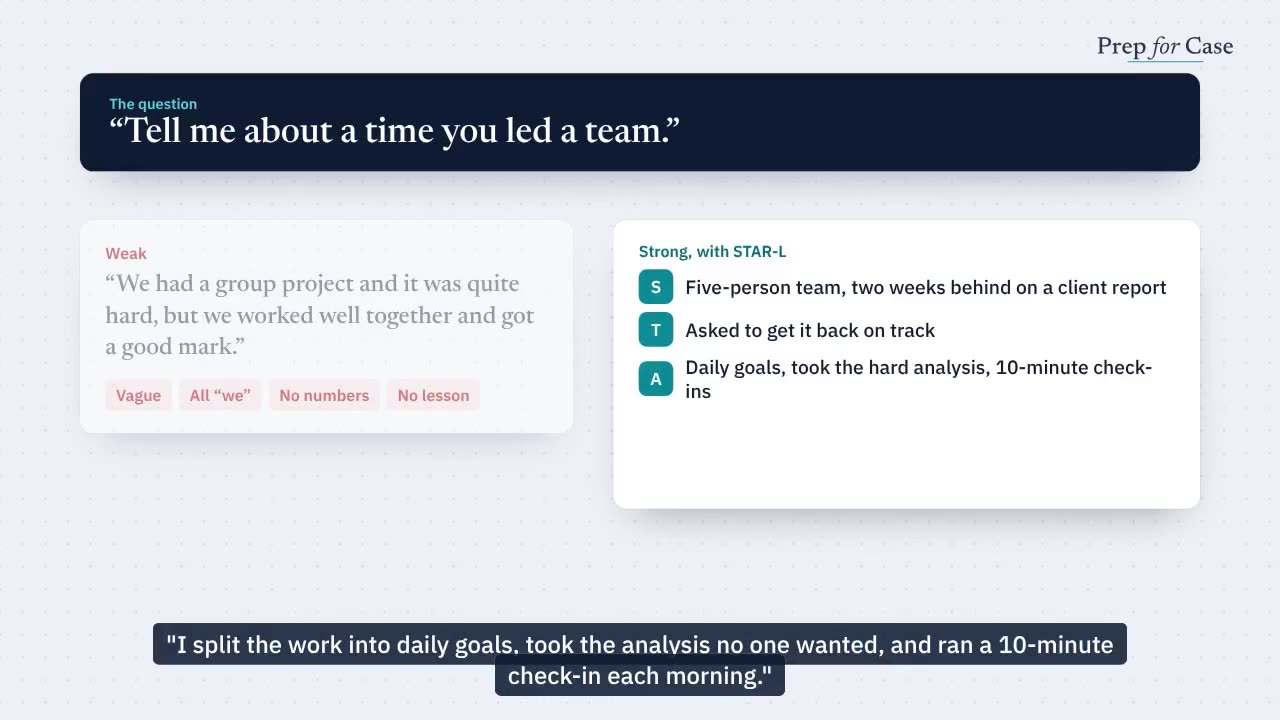 Prep for Case
The question
“Tell me about a time you led a team.”
Weak
“We had a group project and it was quite
hard, but we worked well together and got
a good mark.”
Vague
All “we”
No numbers
No lesson
Strong, with STAR-L
S Five-person team, two weeks behind on a client report
T Asked to get it back on track
A Daily goals, took the hard analysis, 10-minute check-
ins
"I split the work into daily goals, took the analysis no one wanted, and ran a 10-minute
check-in each morning."